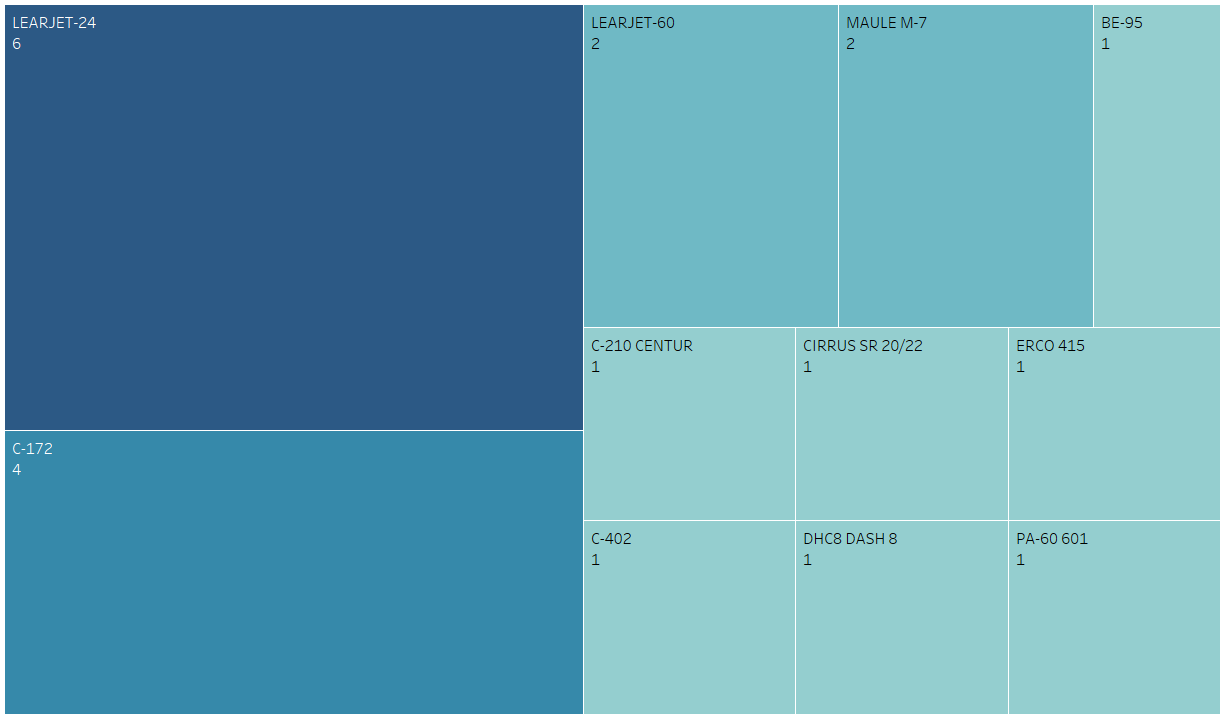 LEARJET-24
6
LEARJET-60
2
MAULE M-7
2
BE-95
1
C-210 CENTUR
1
CIRRUS SR 20/22
1
ERCO 415
1
C-172
4
C-402
1
DHC8 DASH 8
1
PA-60 601
1